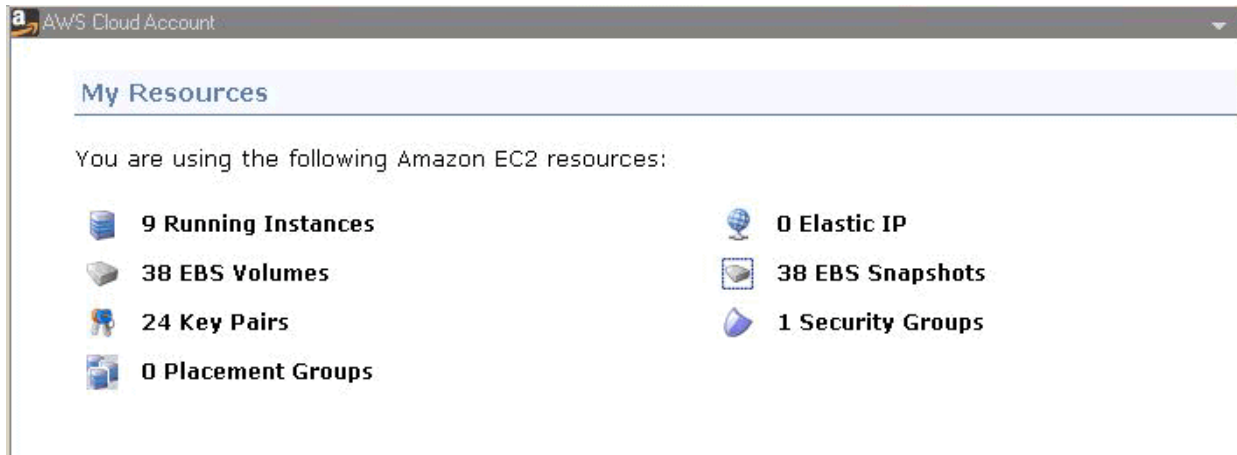 AWS Cloud Account
My Resources
You are using the following Amazon EC2 resources:
9 Running Instances
0 Elastic IP
38 EBS Volumes
38 EBS Snapshots
24 Key Pairs
1 Security Groups
0 Placement Groups